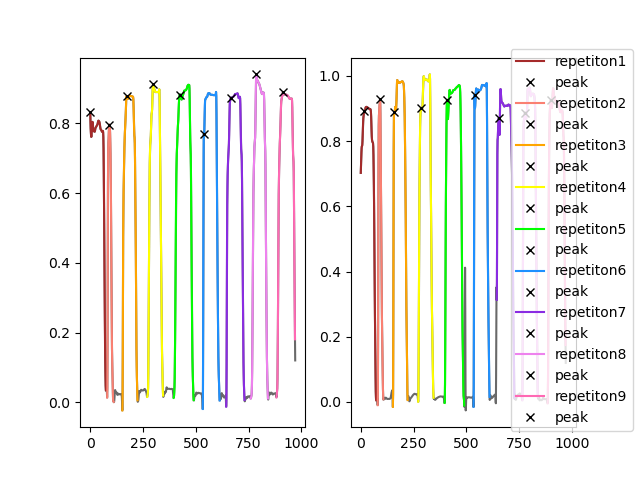 0.8
0.6
0.4
0.2
0.0
0
250
500
750
1000
1.0
0.8
0.6
0.4
0.2
0.0
0
250
500
750
1000
repetiton1
peak
repetiton2
peak
repetiton3
peak
repetiton4
peak
repetiton5
peak
repetiton6
peak
repetiton7
peak
repetiton8
peak
repetiton9
peak